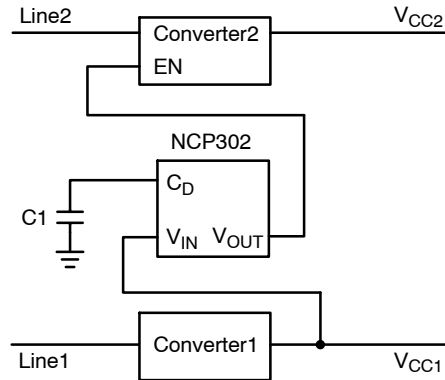 Line2
Converter2
EN
VCC2
NCP302
CD
C1
VIN VOUT
Line1
Converter1
VCC1